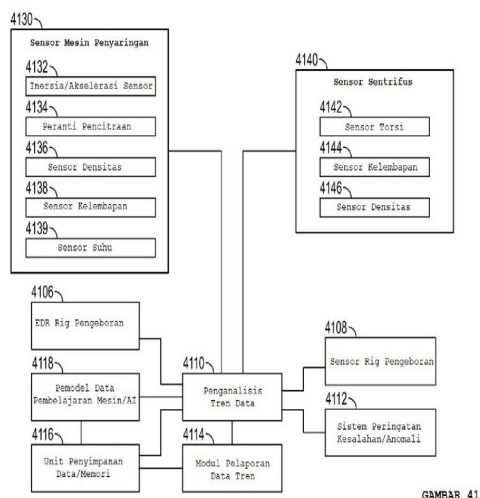 4130
Sensor Mesin Penyaringan
4132
Inersia/Akselerasi Sensor
4134
Peranti Pencitraan
4136
Sensor Densitas
4138
Sensor Kelembapan
4139
Sensor Suhu
4140
Sensor Sentrifus
4142
Sensor Torsi
4144
Sensor Kelembapan
4146
Sensor Densitas
4106
EDR Rig Pengeboran
4118
Pemodel Data
Pembelajaran Mesin/AI
4116
Unit Penyimpanan
Data/Memori
4110
Penganalisis
Tren Data
4114
Modul Pelaporan
Data Tren
4108
Sensor Rig Pengeboran
4112
Sistem Peringatan
Kesalahan/Anomali
GAMBAR 41